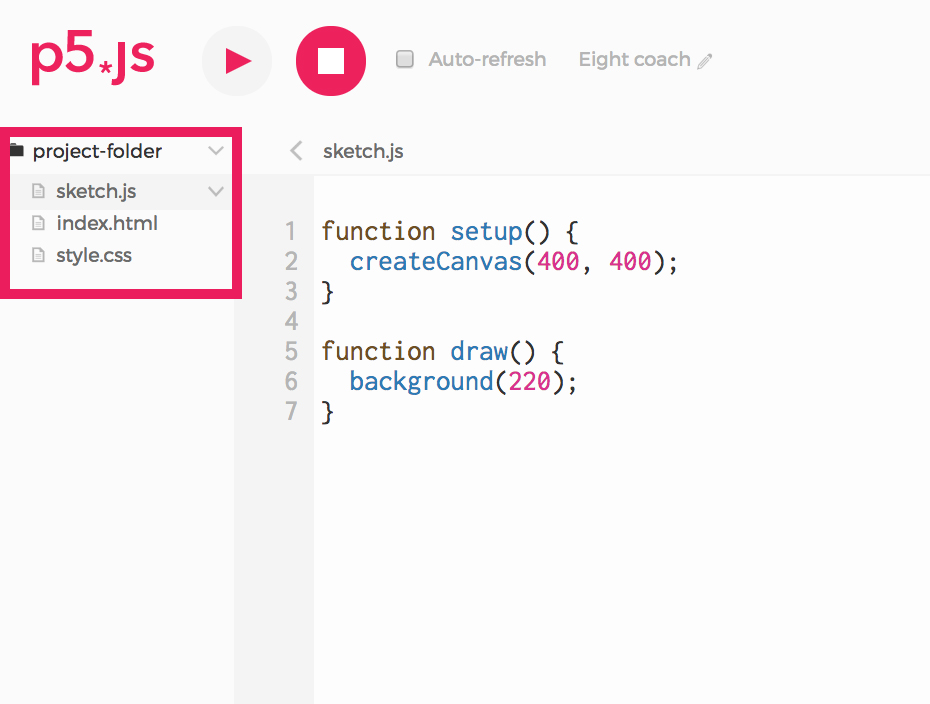 p5*js
Auto-refresh
Eight coach
project-folder
sketch.js
index.html
style.css
sketch.js
1 function setup() {
2   createCanvas(400, 400);
3 }
4
5 function draw() {
6   background(220);
7 }